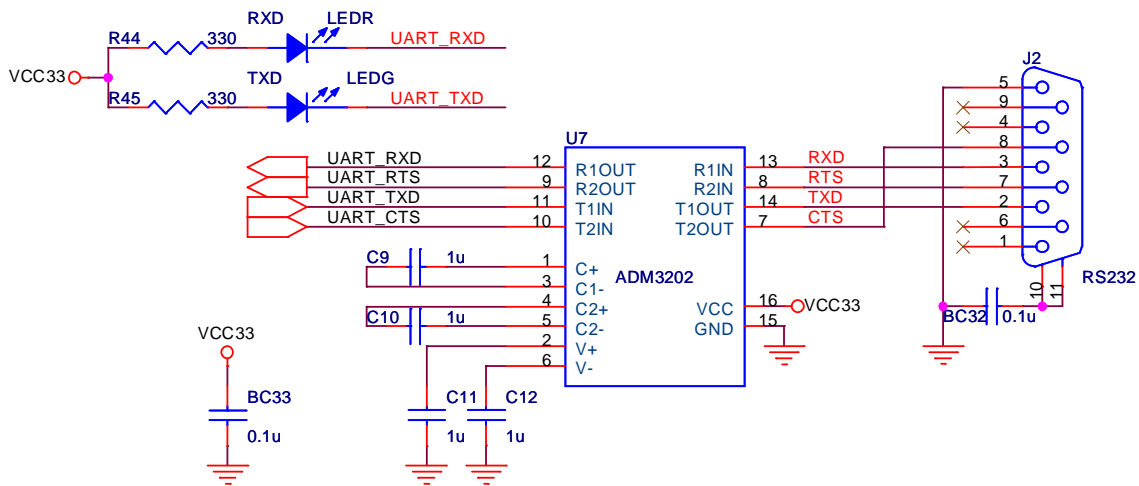 RXD LEDR
R44 330 UART_RXD
VCC33
TXD LEDG
R45 330 UART_TXD
J2
5
9
4
8
3
7
2
6
1
10
11
RS232
BC32 0.1u
U7
UART_RXD 12 R1OUT R1IN 13 RXD
UART_RTS 9 R2OUT R2IN 8 RTS
UART_TXD 11 T1IN T1OUT 14 TXD
UART_CTS 10 T2IN T2OUT 7 CTS
C9 1u 1 C+
3 C1-
ADM3202
4 C2+
C10 1u 5 C2-
2 V+
6 V-
VCC 16 VCC33
GND 15
VCC33
BC33
0.1u
C11
1u
C12
1u